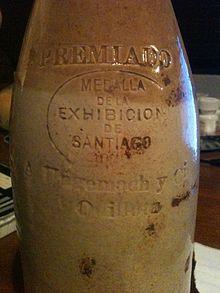 PREMIADO
MEDALLA
DE LA
EXHIBICION
DE
SANTIAGO
y